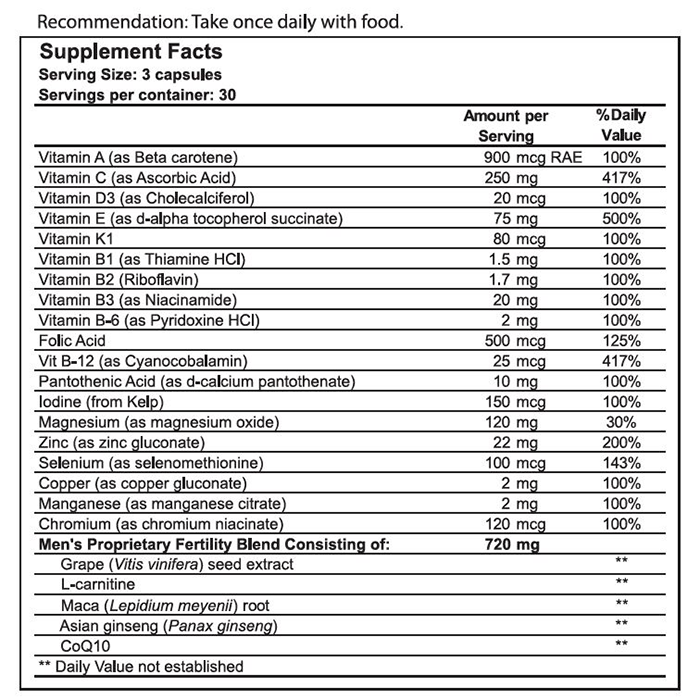 Recommendation: Take once daily with food.
Supplement Facts
Serving Size: 3 capsules
Servings per container: 30
Amount per Serving %Daily Value
Vitamin A (as Beta carotene) 900 mcg RAE 100%
Vitamin C (as Ascorbic Acid) 250 mg 417%
Vitamin D3 (as Cholecalciferol) 20 mcg 100%
Vitamin E (as d-alpha tocopherol succinate) 75 mg 500%
Vitamin K1 80 mcg 100%
Vitamin B1 (as Thiamine HCl) 1.5 mg 100%
Vitamin B2 (Riboflavin) 1.7 mg 100%
Vitamin B3 (as Niacinamide) 20 mg 100%
Vitamin B-6 (as Pyridoxine HCl) 2 mg 100%
Folic Acid 500 mcg 125%
Vit B-12 (as Cyanocobalamin) 25 mcg 417%
Pantothenic Acid (as d-calcium pantothenate) 10 mg 100%
Iodine (from Kelp) 150 mcg 100%
Magnesium (as magnesium oxide) 120 mg 30%
Zinc (as zinc gluconate) 22 mg 200%
Selenium (as selenomethionine) 100 mcg 143%
Copper (as copper gluconate) 2 mg 100%
Manganese (as manganese citrate) 2 mg 100%
Chromium (as chromium niacinate) 120 mcg 100%
Men's Proprietary Fertility Blend Consisting of: 720 mg
Grape (Vitis vinifera) seed extract **
L-carnitine **
Maca (Lepidium meyenii) root **
Asian ginseng (Panax ginseng) **
CoQ10 **
** Daily Value not established